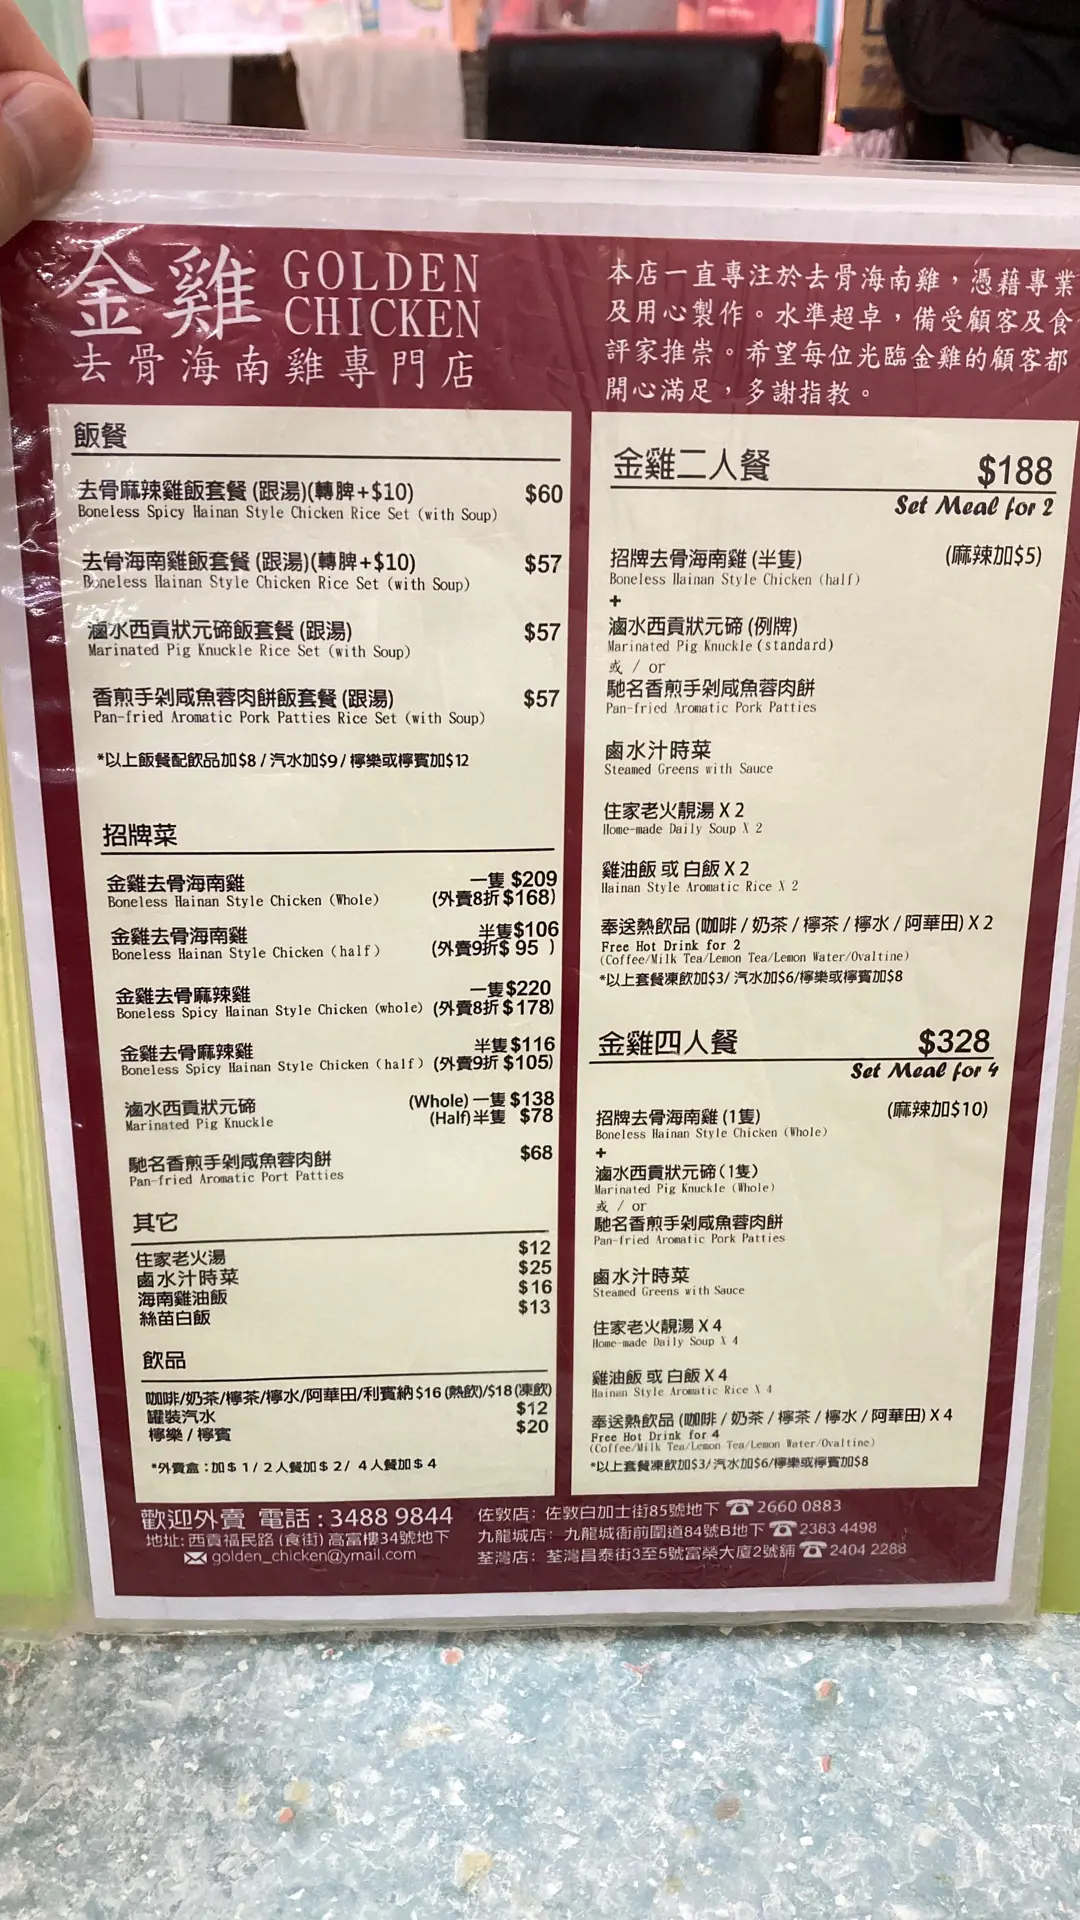 金雞 GOLDEN CHICKEN
去骨海南雞專門店
本店一直專注於去骨海南雞，憑藉專業
及用心製作。水準超卓，備受顧客及食
評家推崇。希望每位光臨金雞的顧客都
開心滿足，多謝指教。
飯餐
去骨麻辣雞飯套餐 (跟湯)(轉脾+$10) $60
Boneless Spicy Hainan Style Chicken Rice Set (with Soup)
去骨海南雞飯套餐 (跟湯)(轉脾+$10) $57
Boneless Hainan Style Chicken Rice Set (with Soup)
滷水西貢狀元碲飯套餐 (跟湯) $57
Marinated Pig Knuckle Rice Set (with Soup)
香煎手剁咸魚蓉肉餅飯套餐 (跟湯) $57
Pan-fried Aromatic Pork Patties Rice Set (with Soup)
*以上飯餐配飲品加$8 / 汽水加$9 / 檸樂或檸賓加$12
招牌菜
金雞去骨海南雞 一隻 $209
Boneless Hainan Style Chicken (Whole) (外賣8折 $168)
金雞去骨海南雞 半隻$106
Boneless Hainan Style Chicken (half) (外賣9折$ 95 )
金雞去骨麻辣雞 一隻$220
Boneless Spicy Hainan Style Chicken (whole) (外賣8折 $178)
金雞去骨麻辣雞 半隻$116
Boneless Spicy Hainan Style Chicken (half) (外賣9折 $105)
滷水西貢狀元碲 (Whole) 一隻 $138
Marinated Pig Knuckle (Half) 半隻 $78
馳名香煎手剁咸魚蓉肉餅 $68
Pan-fried Aromatic Port Patties
其它
住家老火湯 $12
鹵水汁時菜 $25
海南雞油飯 $16
絲苗白飯 $13
飲品
咖啡/奶茶/檸茶/檸水/阿華田/利賓納 $16 (熱飲)/$18 (凍飲)
罐裝汽水 $12
檸樂 / 檸賓 $20
*外賣盒：加$ 1 / 2 人餐加$ 2/ 4 人餐加$ 4
金雞二人餐 $188
Set Meal for 2
招牌去骨海南雞 (半隻) (麻辣加$5)
Boneless Hainan Style Chicken (half)
+
滷水西貢狀元碲 (例牌)
Marinated Pig Knuckle (standard)
或 / or
馳名香煎手剁咸魚蓉肉餅
Pan-fried Aromatic Pork Patties
鹵水汁時菜
Steamed Greens with Sauce
住家老火靚湯 X 2
Home-made Daily Soup X 2
雞油飯 或 白飯 X 2
Hainan Style Aromatic Rice X 2
奉送熱飲品 (咖啡 / 奶茶 / 檸茶 / 檸水 / 阿華田) X 2
Free Hot Drink for 2
(Coffee/Milk Tea/Lemon Tea/Lemon Water/Ovaltine)
*以上套餐凍飲加$3/ 汽水加$6/檸樂或檸賓加$8
金雞四人餐 $328
Set Meal for 4
招牌去骨海南雞 (1隻) (麻辣加$10)
Boneless Hainan Style Chicken (Whole)
+
滷水西貢狀元碲 (1隻)
Marinated Pig Knuckle (Whole)
或 / or
馳名香煎手剁咸魚蓉肉餅
Pan-fried Aromatic Pork Patties
鹵水汁時菜
Steamed Greens with Sauce
住家老火靚湯 X 4
Home-made Daily Soup X 4
雞油飯 或 白飯 X 4
Hainan Style Aromatic Rice X 4
奉送熱飲品 (咖啡 / 奶茶 / 檸茶 / 檸水 / 阿華田) X 4
Free Hot Drink for 4
(Coffee/Milk Tea/Lemon Tea/Lemon Water/Ovaltine)
*以上套餐凍飲加$3/ 汽水加$6/檸樂或檸賓加$8
歡迎外賣 電話 : 3488 9844
地址: 西貢福民路 (食街) 高富樓34號地下
golden_chicken@ymail.com
佐敦店: 佐敦白加士街85號地下 ☎ 2660 0883
九龍城店: 九龍城衙前圍道84號B地下 ☎ 2383 4498
荃灣店: 荃灣昌泰街3至5號富榮大廈2號舖 ☎ 2404 2288